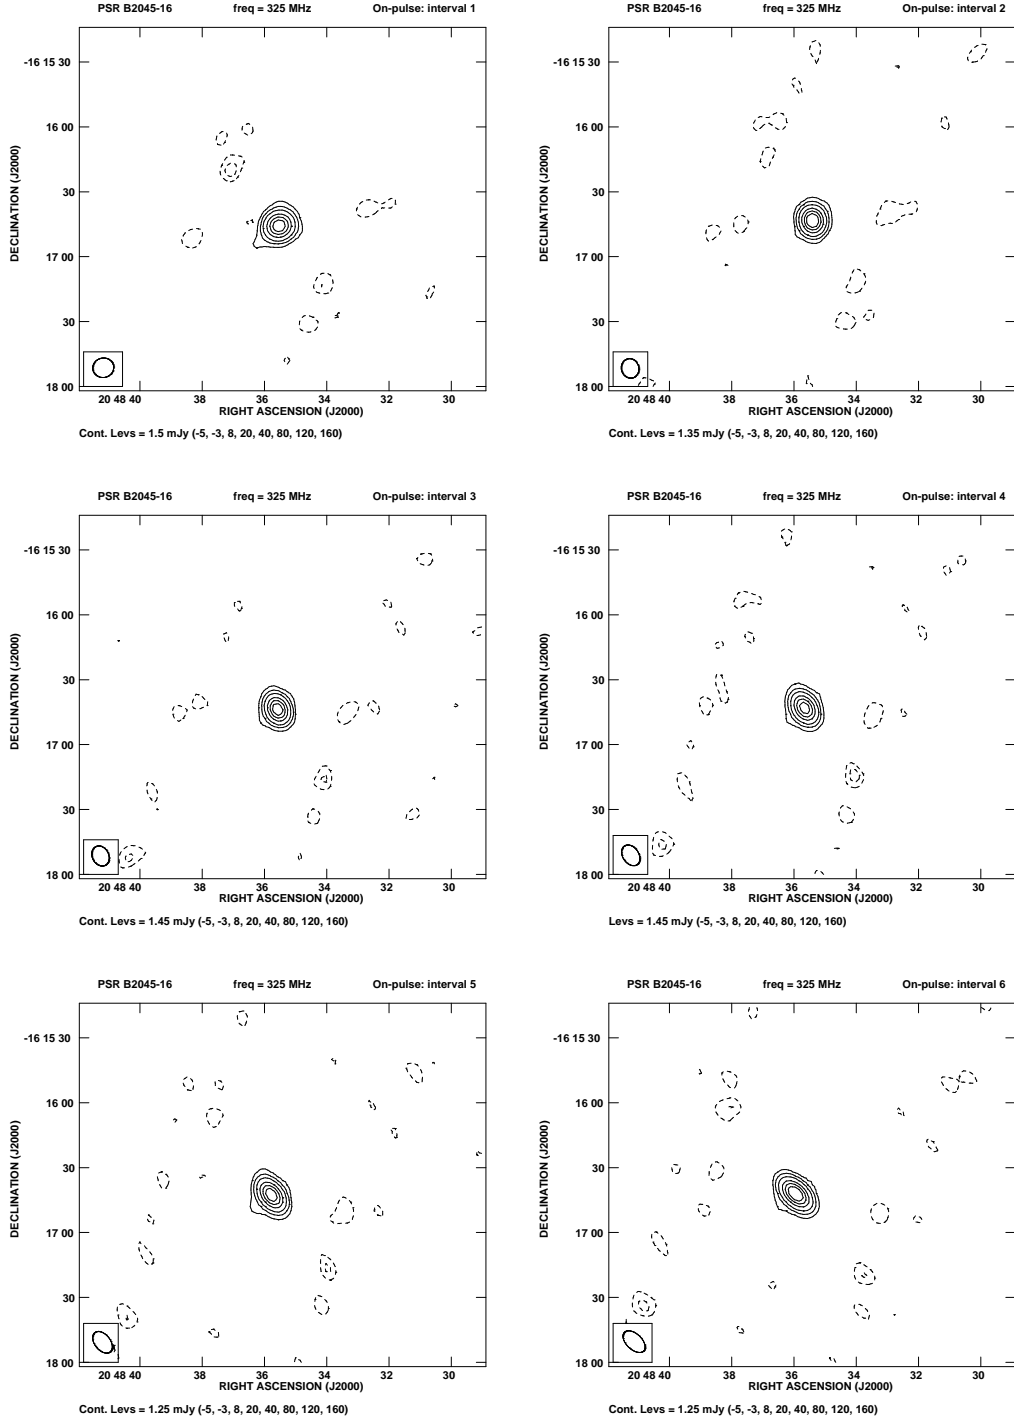 PSR B2045-16 freq = 325 MHz On-pulse: interval 1
DECLINATION (J2000)
-16 15 30
16 00
30
17 00
30
18 00
20 48 40 38 36 34 32 30
RIGHT ASCENSION (J2000)
Cont. Levs = 1.5 mJy (-5, -3, 8, 20, 40, 80, 120, 160)
PSR B2045-16 freq = 325 MHz On-pulse: interval 2
DECLINATION (J2000)
-16 15 30
16 00
30
17 00
30
18 00
20 48 40 38 36 34 32 30
RIGHT ASCENSION (J2000)
Cont. Levs = 1.35 mJy (-5, -3, 8, 20, 40, 80, 120, 160)
PSR B2045-16 freq = 325 MHz On-pulse: interval 3
DECLINATION (J2000)
-16 15 30
16 00
30
17 00
30
18 00
20 48 40 38 36 34 32 30
RIGHT ASCENSION (J2000)
Cont. Levs = 1.45 mJy (-5, -3, 8, 20, 40, 80, 120, 160)
PSR B2045-16 freq = 325 MHz On-pulse: interval 4
DECLINATION (J2000)
-16 15 30
16 00
30
17 00
30
18 00
20 48 40 38 36 34 32 30
RIGHT ASCENSION (J2000)
Levs = 1.45 mJy (-5, -3, 8, 20, 40, 80, 120, 160)
PSR B2045-16 freq = 325 MHz On-pulse: interval 5
DECLINATION (J2000)
-16 15 30
16 00
30
17 00
30
18 00
20 48 40 38 36 34 32 30
RIGHT ASCENSION (J2000)
Cont. Levs = 1.25 mJy (-5, -3, 8, 20, 40, 80, 120, 160)
PSR B2045-16 freq = 325 MHz On-pulse: interval 6
DECLINATION (J2000)
-16 15 30
16 00
30
17 00
30
18 00
20 48 40 38 36 34 32 30
RIGHT ASCENSION (J2000)
Cont. Levs = 1.25 mJy (-5, -3, 8, 20, 40, 80, 120, 160)